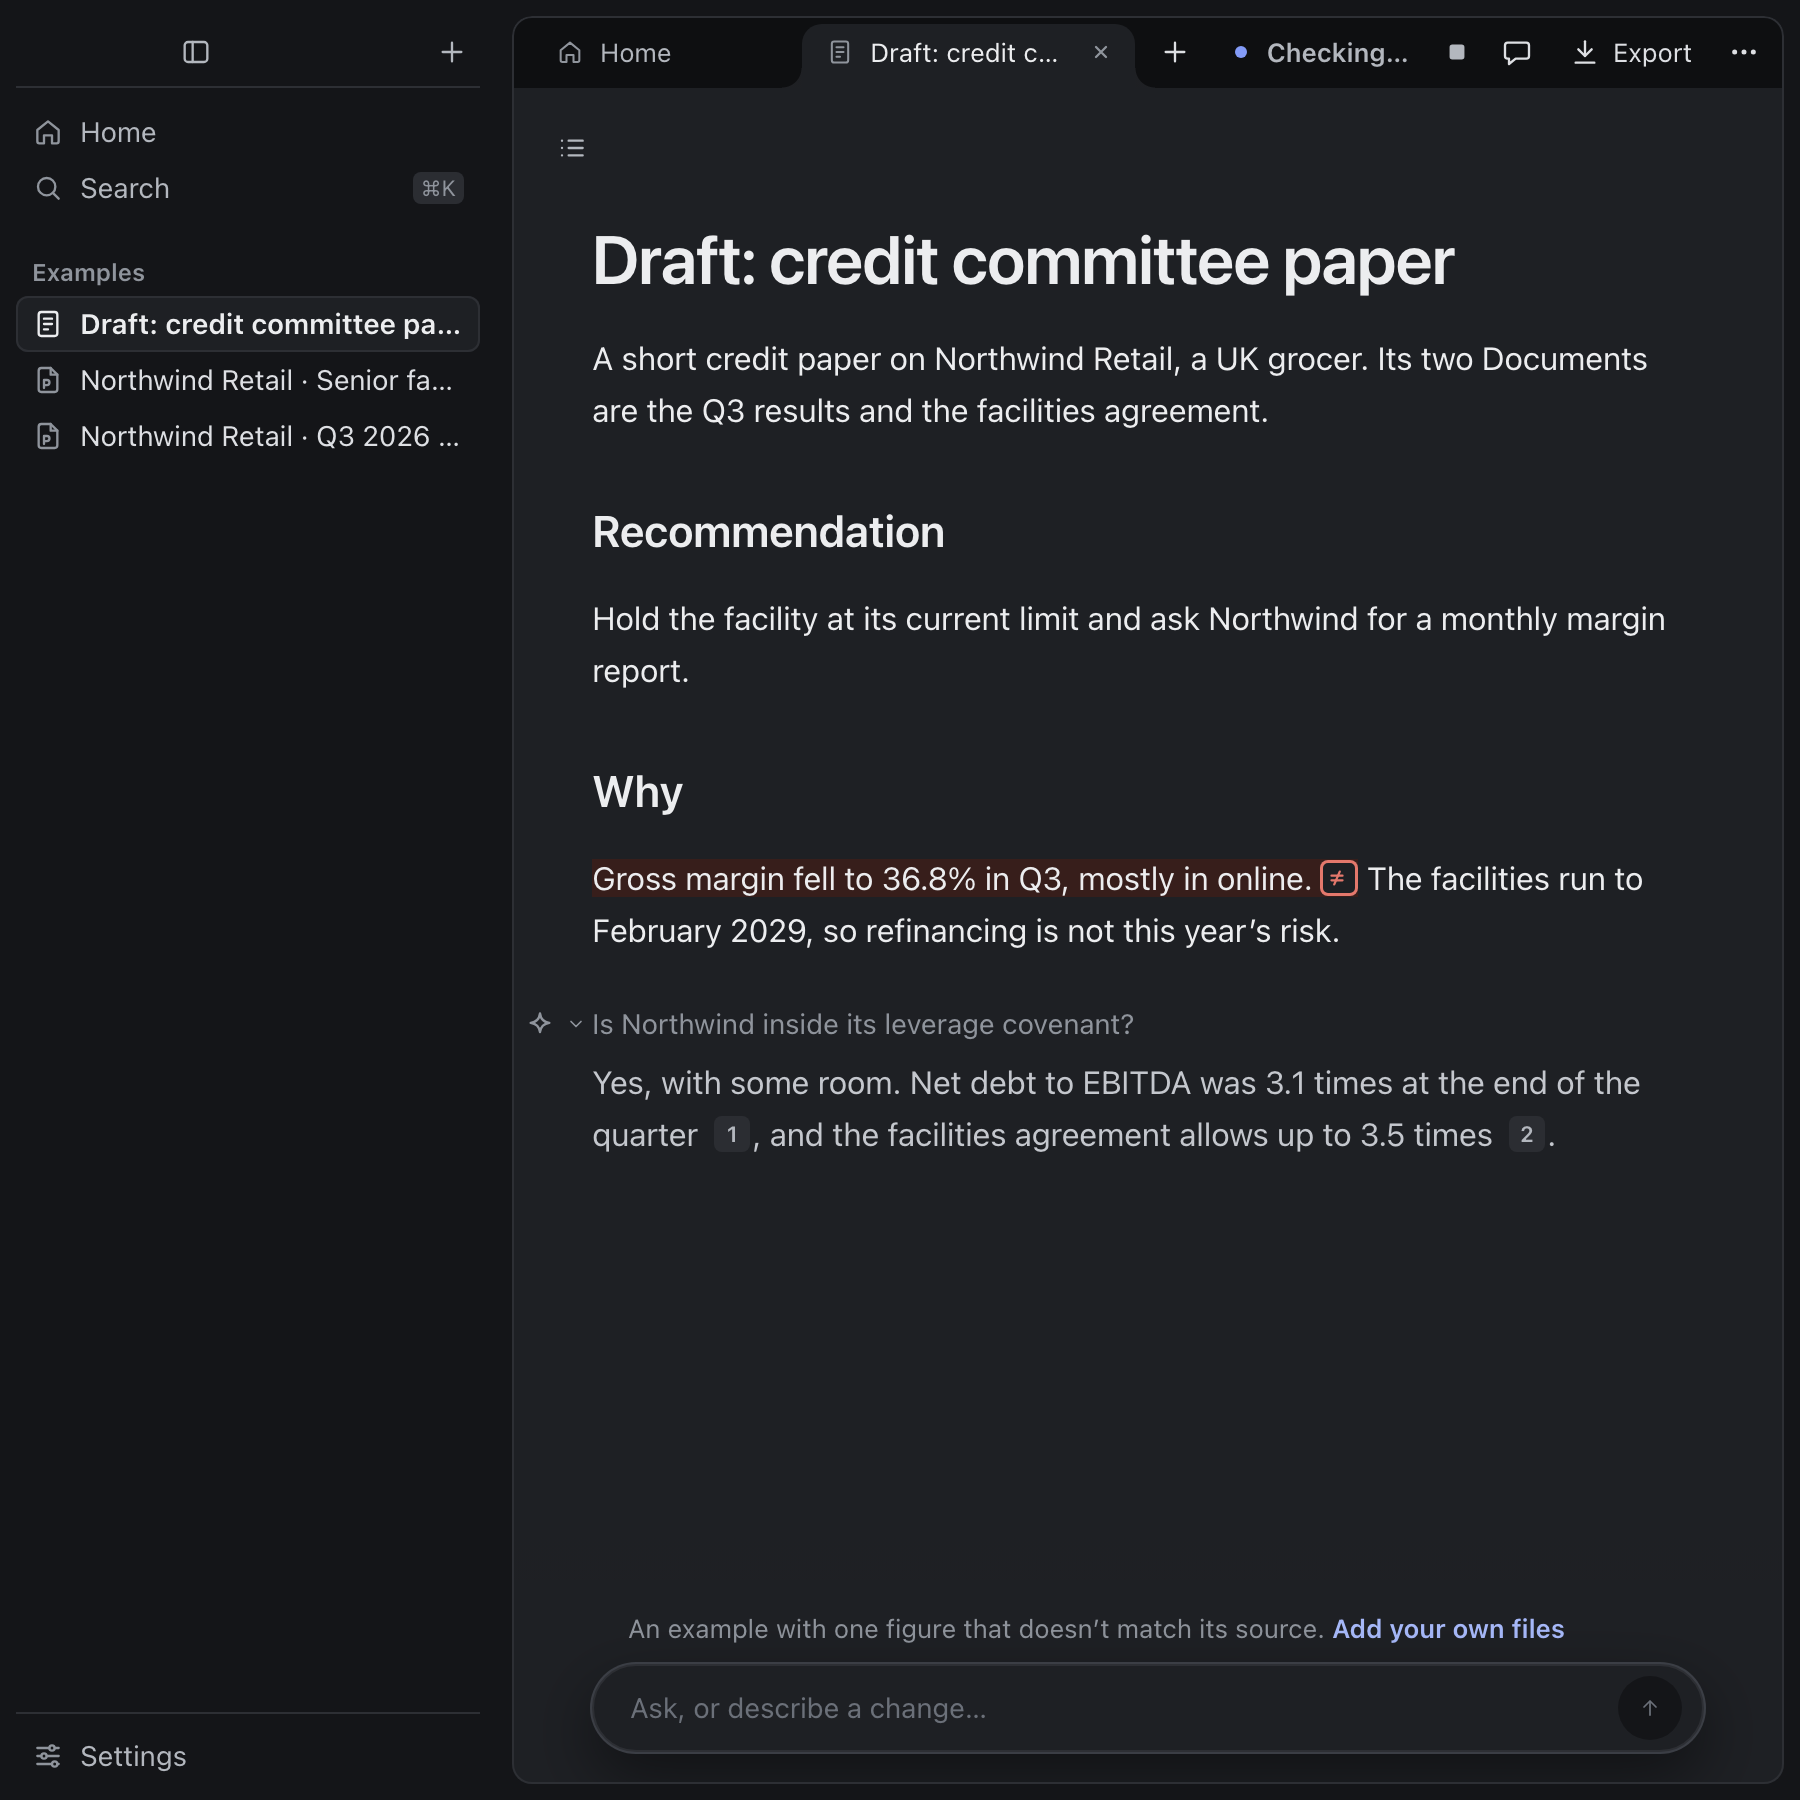 Home
Search
⌘K
Examples
Draft: credit committee pa...
Northwind Retail · Senior fa...
Northwind Retail · Q3 2026 ...
Settings
Home
Draft: credit c...
Checking...
Export
Draft: credit committee paper
A short credit paper on Northwind Retail, a UK grocer. Its two Documents
are the Q3 results and the facilities agreement.
Recommendation
Hold the facility at its current limit and ask Northwind for a monthly margin
report.
Why
Gross margin fell to 36.8% in Q3, mostly in online. ≠ The facilities run to
February 2029, so refinancing is not this year’s risk.
Is Northwind inside its leverage covenant?
Yes, with some room. Net debt to EBITDA was 3.1 times at the end of the
quarter 1, and the facilities agreement allows up to 3.5 times 2.
An example with one figure that doesn’t match its source. Add your own files
Ask, or describe a change...